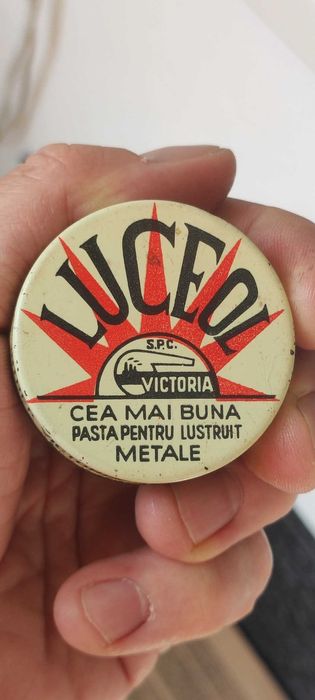 LUCEOL
S.P.C.
VICTORIA
CEA MAI BUNA
PASTA PENTRU LUSTRUIT
METALE